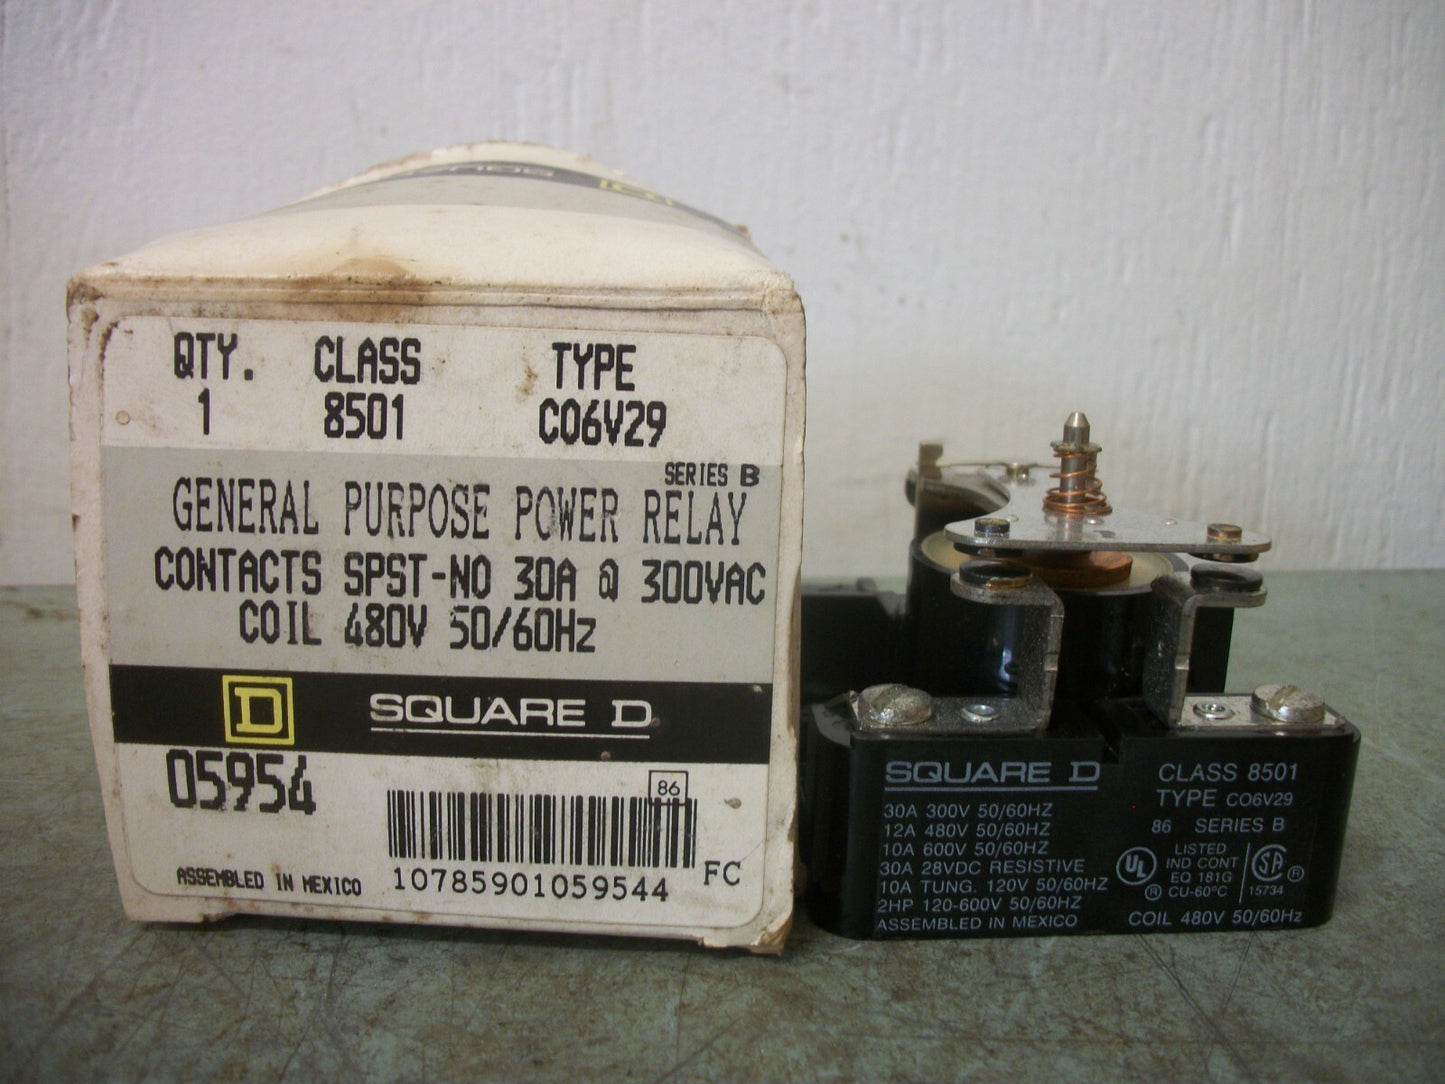 QTY. CLASS TYPE
1 8501 CO6V29
SERIES B
GENERAL PURPOSE POWER RELAY
CONTACTS SPST-NO 30A @ 300VAC
COIL 480V 50/60Hz
D SQUARE D
05954
86
ASSEMBLED IN MEXICO
10785901059544 FC
SQUARE D
30A 300V 50/60HZ
12A 480V 50/60HZ
10A 600V 50/60HZ
30A 28VDC RESISTIVE
10A TUNG. 120V 50/60HZ
2HP 120-600V 50/60HZ
ASSEMBLED IN MEXICO
CLASS 8501
TYPE CO6V29
86 SERIES B
UL ®
LISTED
IND CONT
EQ 181G
CU-60°C
SA ®
15734
COIL 480V 50/60Hz